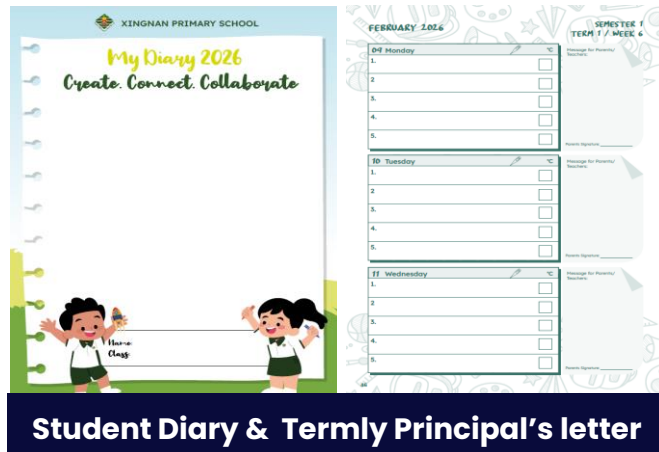 XINGNAN PRIMARY SCHOOL
My Diary 2026
Create. Connect. Collaborate
Name
Class
FEBRUARY 2026
SEMESTER 1
TERM 1 / WEEK 6
09 Monday
°C
1.
2
3.
4.
5.
Message for Parents/
Teachers:
Parents Signature:
10 Tuesday
°C
1.
2
3.
4.
5.
Message for Parents/
Teachers:
Parents Signature:
11 Wednesday
°C
1.
2
3.
4.
5.
Message for Parents/
Teachers:
Parents Signature:
Student Diary & Termly Principal’s letter